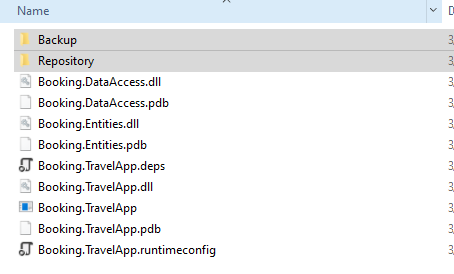 Name
Backup
Repository
Booking.DataAccess.dll
Booking.DataAccess.pdb
Booking.Entities.dll
Booking.Entities.pdb
Booking.TravelApp.deps
Booking.TravelApp.dll
Booking.TravelApp
Booking.TravelApp.pdb
Booking.TravelApp.runtimeconfig